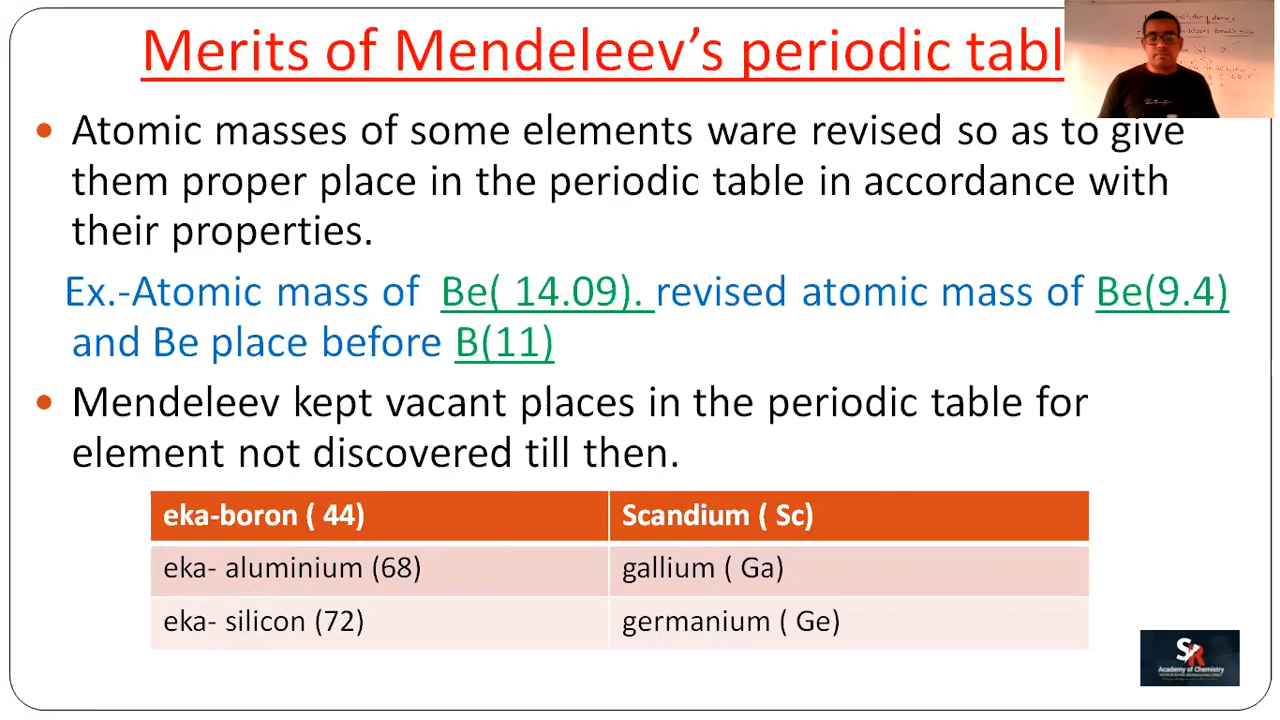 Merits of Mendeleev’s periodic tabl
• Atomic masses of some elements ware revised so as to give
them proper place in the periodic table in accordance with
their properties.
Ex.-Atomic mass of Be( 14.09). revised atomic mass of Be(9.4)
and Be place before B(11)
• Mendeleev kept vacant places in the periodic table for
element not discovered till then.
eka-boron ( 44) Scandium ( Sc)
eka- aluminium (68) gallium ( Ga)
eka- silicon (72) germanium ( Ge)
SR
Academy of Chemistry